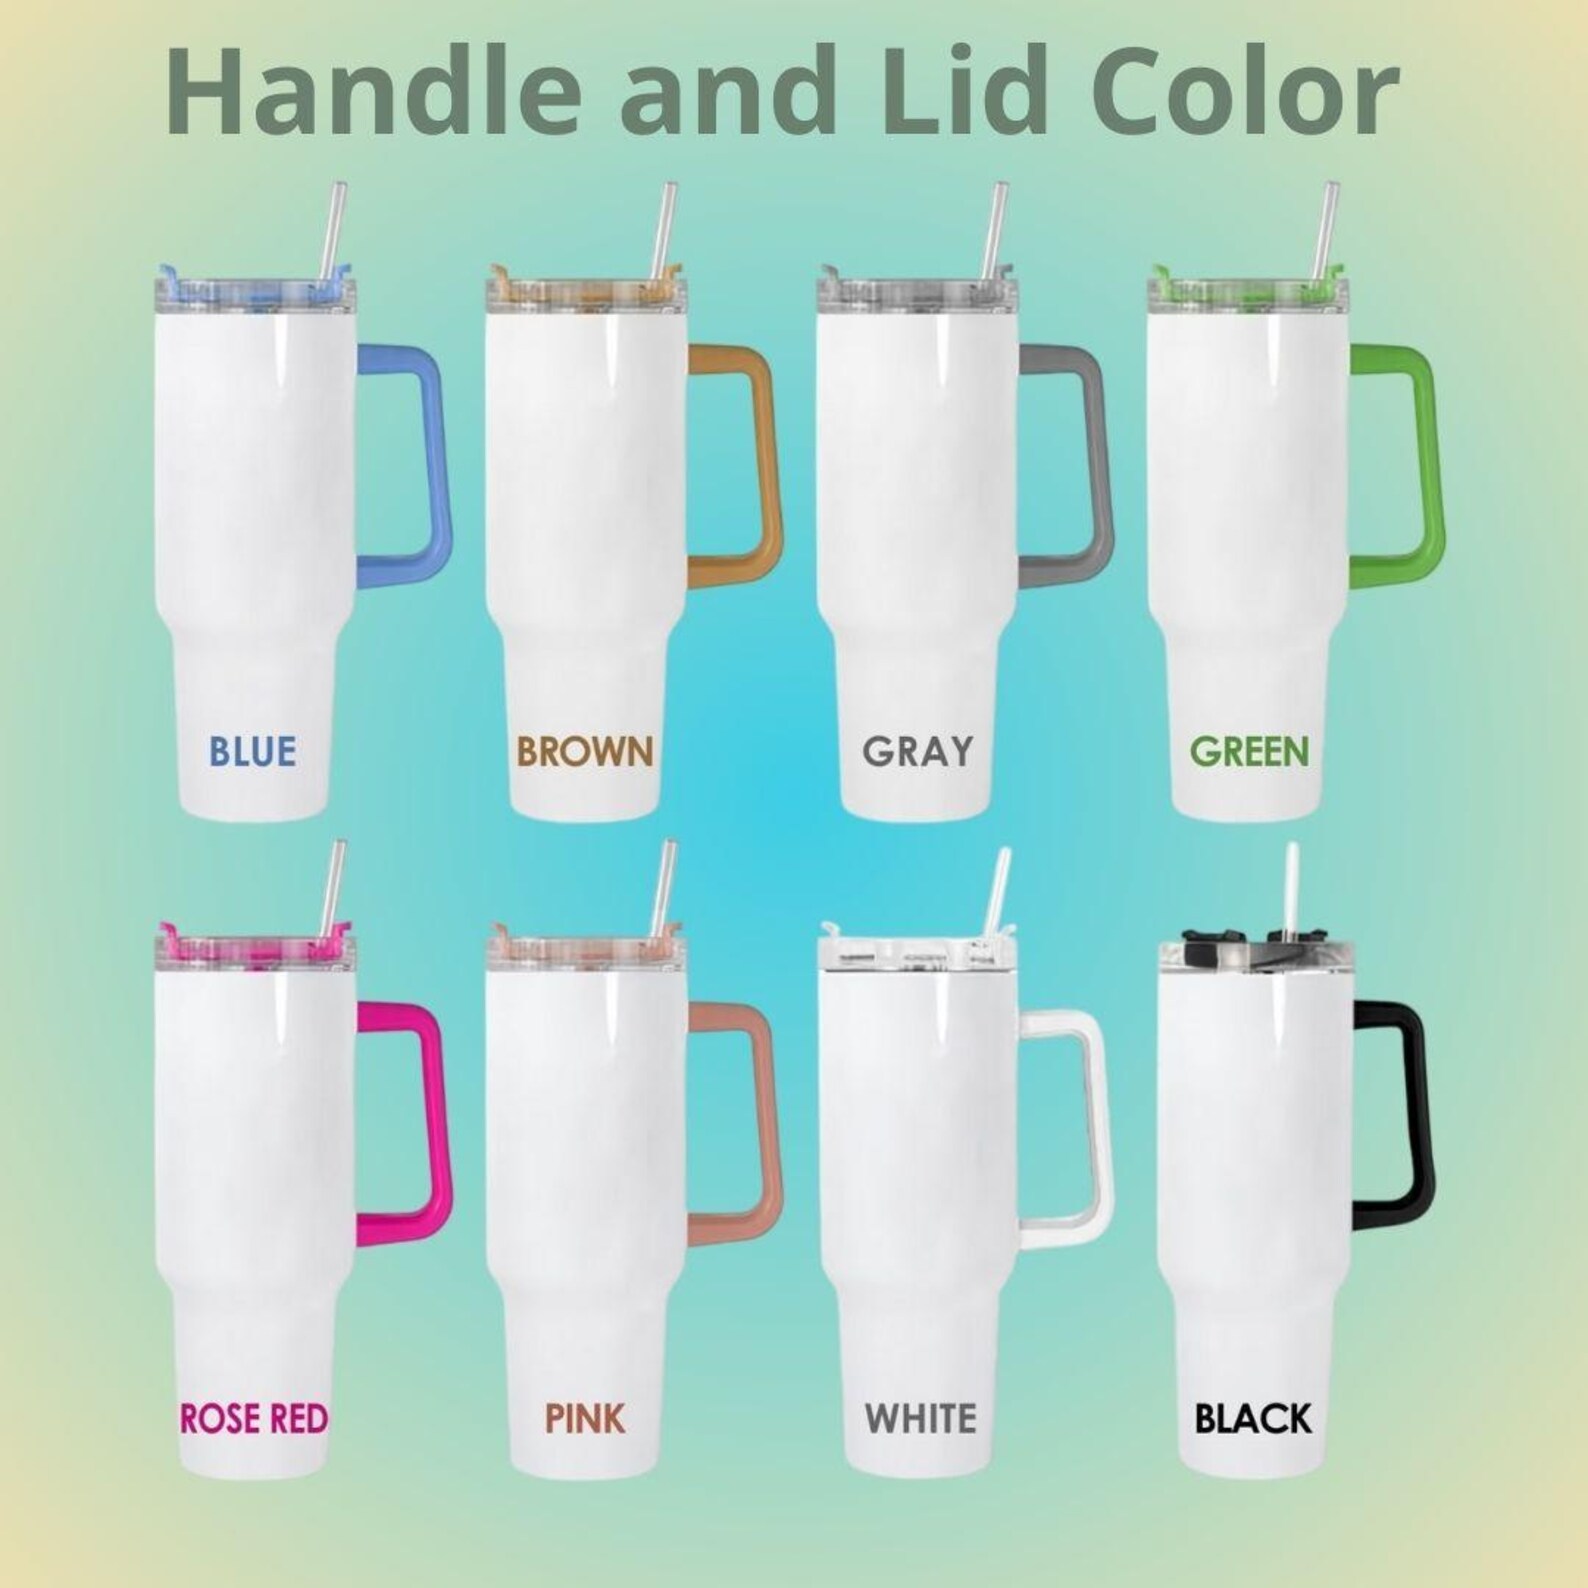 Handle and Lid Color
BLUE
BROWN
GRAY
GREEN
ROSE RED
PINK
WHITE
BLACK